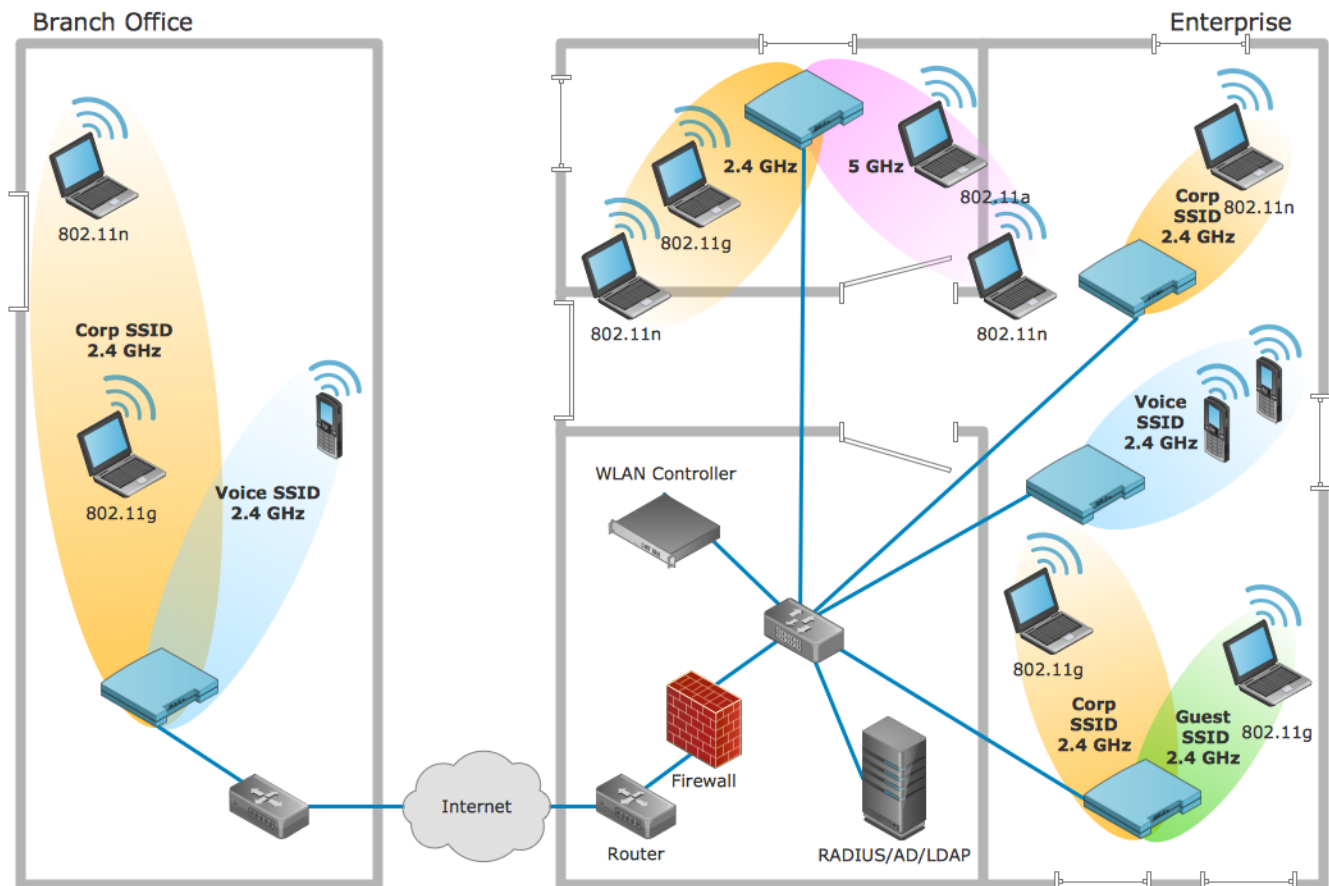 Branch Office
Enterprise
802.11n
Corp SSID
2.4 GHz
802.11g
Voice SSID
2.4 GHz
Internet
2.4 GHz
5 GHz
802.11g
802.11n
802.11a
802.11n
WLAN Controller
Firewall
Router
RADIUS/AD/LDAP
Corp
SSID
2.4 GHz
802.11n
Voice
SSID
2.4 GHz
802.11g
Corp
SSID
2.4 GHz
Guest
SSID
2.4 GHz
802.11g